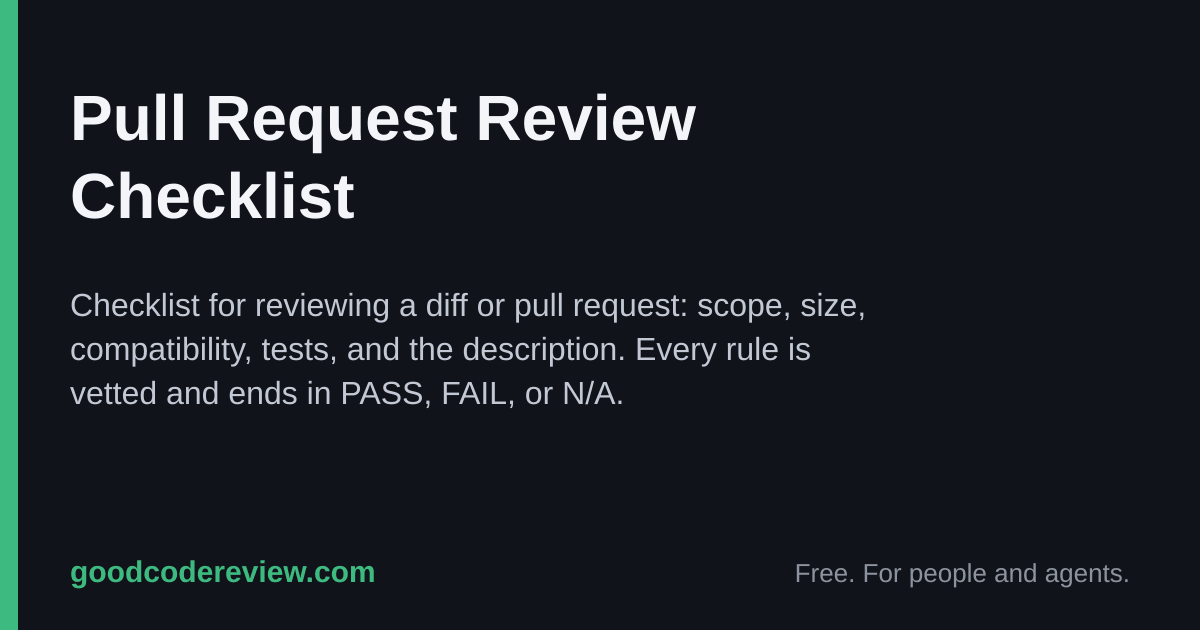 Pull Request Review
Checklist
Checklist for reviewing a diff or pull request: scope, size,
compatibility, tests, and the description. Every rule is
vetted and ends in PASS, FAIL, or N/A.
goodcodereview.com
Free. For people and agents.